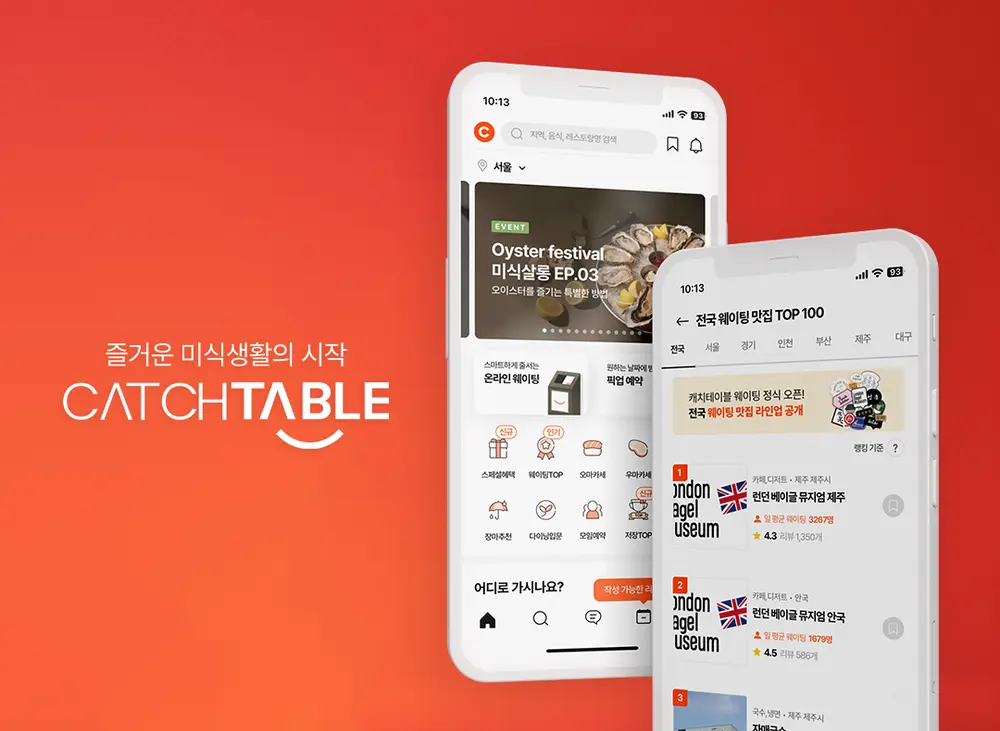 즐거운 미식생활의 시작
CATCHTABLE
10:13
93
C
지역, 음식, 레스토랑명 검색
서울
EVENT
Oyster festival
미식살롱 EP.03
오이스터를 즐기는 특별한 방법
스마트하게 줄서는
온라인 웨이팅
원하는 날짜에
픽업 예약
신규
인기
스페셜혜택
웨이팅TOP
오마카세
우마카세
신규
TOP
장마추천
다이닝입문
모임예약
저장TOP
어디로 가시나요?
작성 가능한
10:13
93
전국 웨이팅 맛집 TOP 100
전국
서울
경기
인천
부산
제주
대구
캐치테이블 웨이팅 정식 오픈!
전국 웨이팅 맛집 라인업 공개
랭킹 기준 ?
1
ondon
agel
useum
카페,디저트 • 제주 제주시
런던 베이글 뮤지엄 제주
일 평균 웨이팅 3267명
4.3 리뷰 1,350개
2
ondon
agel
useum
카페,디저트 • 안국
런던 베이글 뮤지엄 안국
일 평균 웨이팅 1679명
4.5 리뷰 586개
3
국수,냉면 • 제주 제주시
자매국수